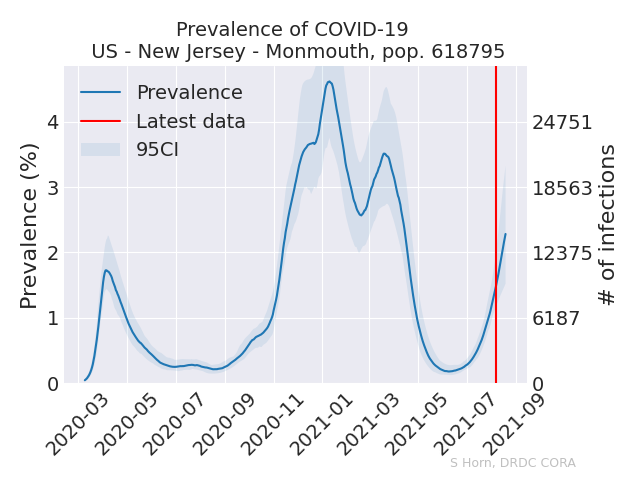 Prevalence of COVID-19
US - New Jersey - Monmouth, pop. 618795
Prevalence
Latest data
95CI
Prevalence (%)
4
3
2
1
0
24751
18563
12375
6187
0
# of infections
2020-03
2020-05
2020-07
2020-09
2020-11
2021-01
2021-03
2021-05
2021-07
2021-09
S Horn, DRDC CORA